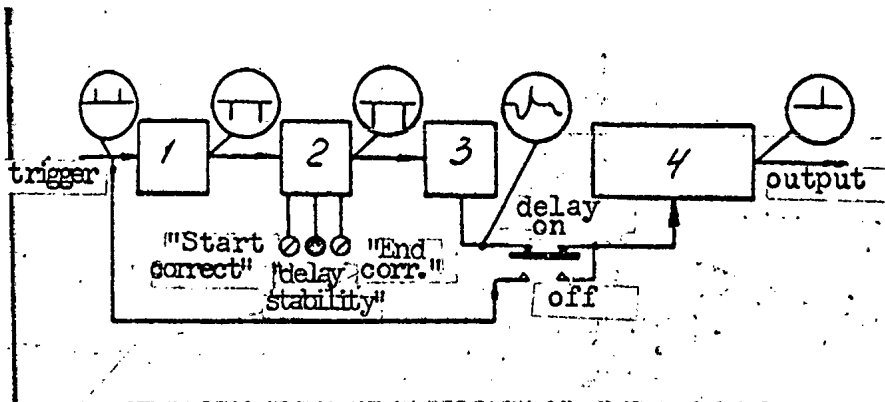 1
2
3
4
trigger
output
delay
on
"Start
correct"
"delay
stability"
"End
corr."
off